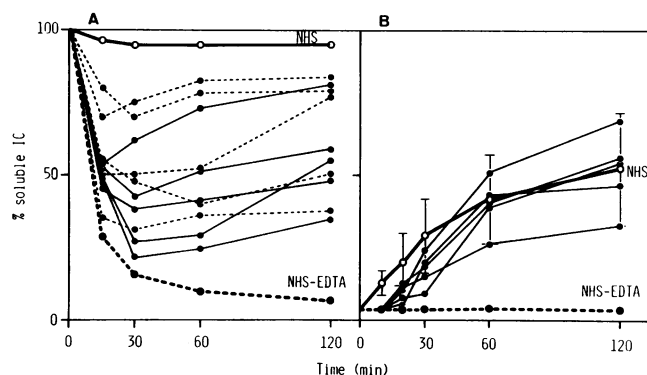 A
B
100
50
0
% soluble IC
NHS
NHS-EDTA
NHS
NHS-EDTA
0 30 60 120
0 30 60 120
Time (min)